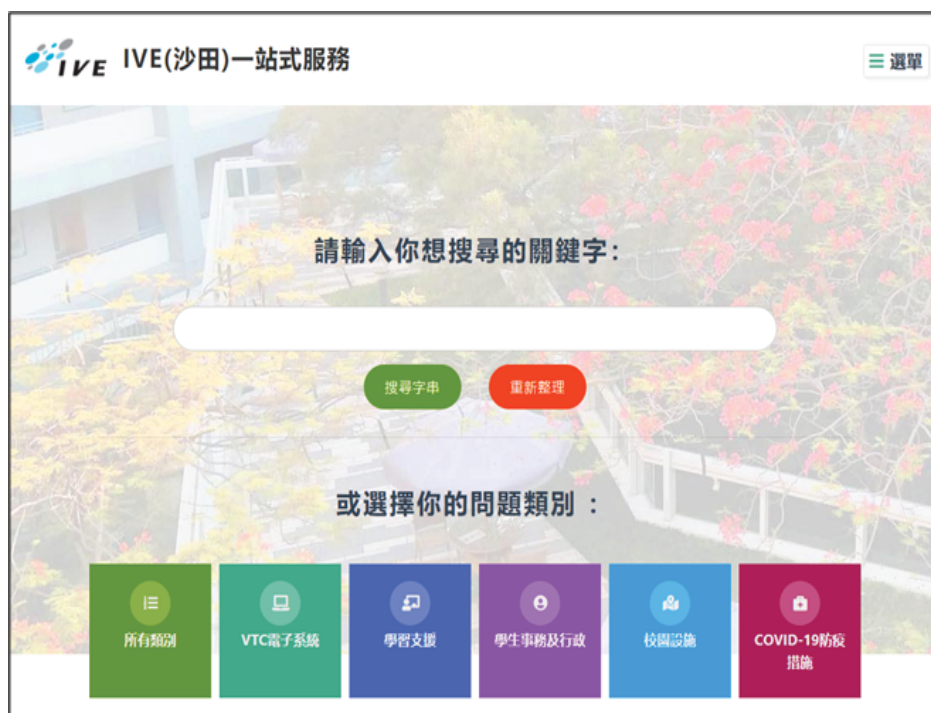 IVE IVE(沙田)一站式服務
選單
請輸入你想搜尋的關鍵字:
搜尋字串 重新整理
或選擇你的問題類別 :
所有類別 VTC電子系統 學習支援 學生事務及行政 校園設施 COVID-19防疫
措施